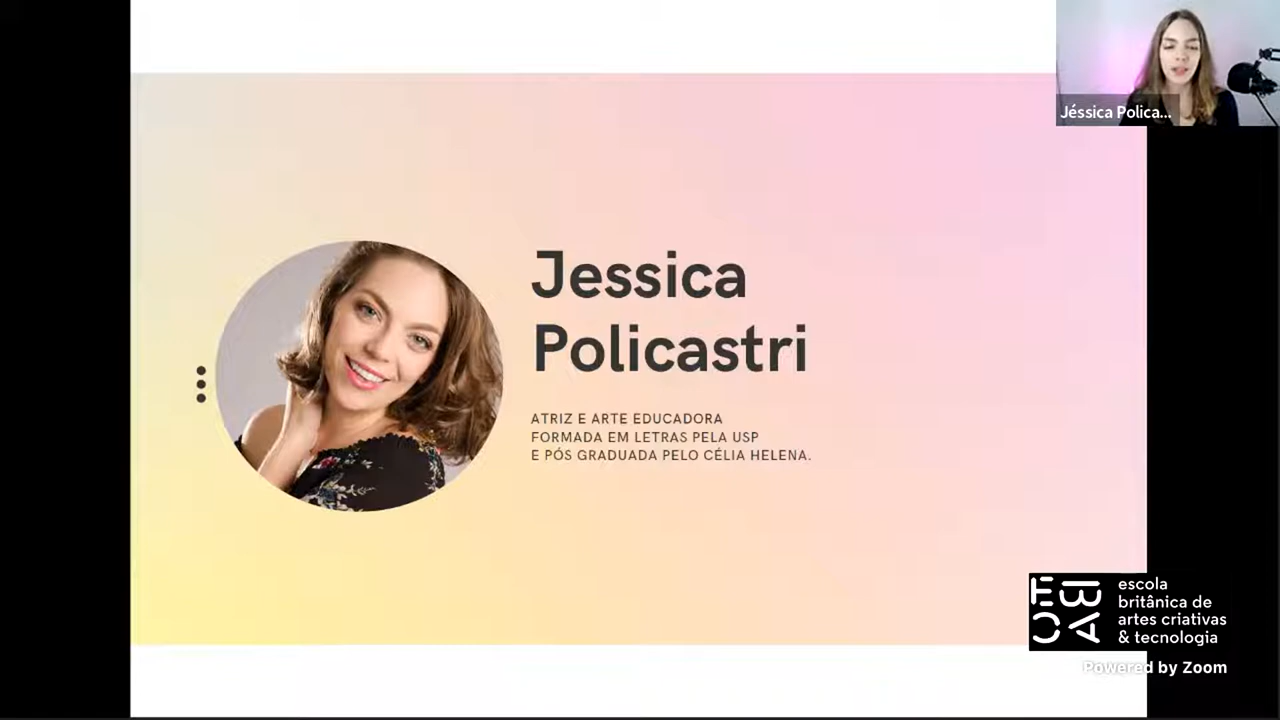 Jéssica Polica...
Jessica
Policastri
ATRIZ E ARTE EDUCADORA
FORMADA EM LETRAS PELA USP
E PÓS GRADUADA PELO CÉLIA HELENA.
EBAC
escola
britânica de
artes criativas
& tecnologia
Powered by Zoom